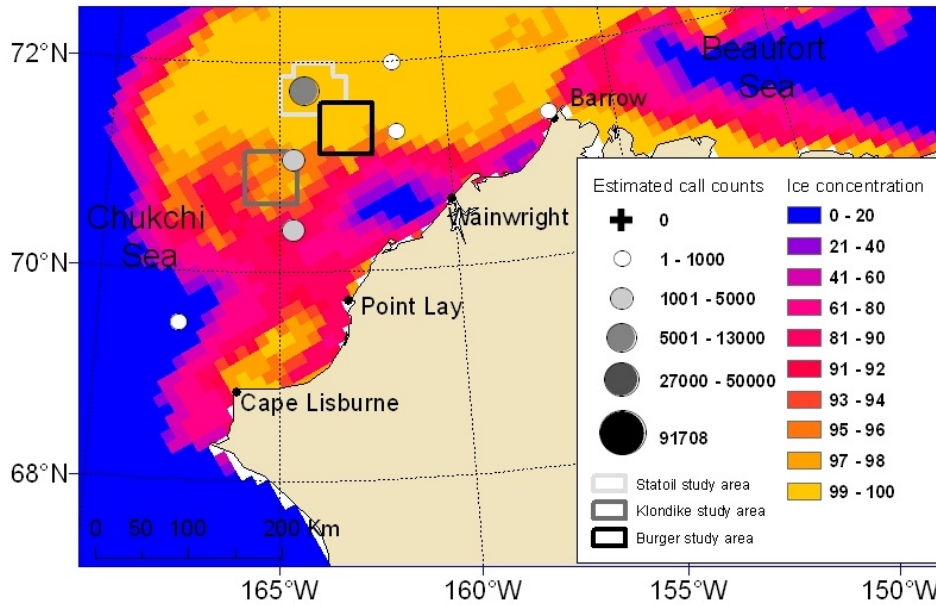 72°N
70°N
68°N
Beaufort
Sea
Barrow
Wainwright
Chukchi
Sea
Point Lay
Cape Lisburne
0 50 100 200 Km
165°W 160°W 155°W 150°W
Estimated call counts
0
1 - 1000
1001 - 5000
5001 - 13000
27000 - 50000
91708
Statoil study area
Klondike study area
Burger study area
Ice concentration
0 - 20
21 - 40
41 - 60
61 - 80
81 - 90
91 - 92
93 - 94
95 - 96
97 - 98
99 - 100